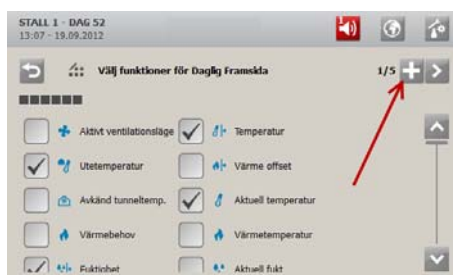 STALL 1 - DAG 52
13:07 - 19.09.2012
Välj funktioner för Daglig Framsida
1/5
Aktivt ventilationsläge
Temperatur
Utetemperatur
Värme offset
Avkänd tunneltemp.
Aktuell temperatur
Värmebehov
Värmetemperatur
Fuktighet
Aktuell fukt